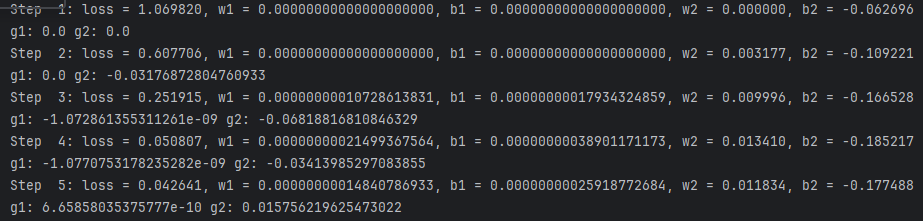 Step  1: loss = 1.069820, w1 = 0.00000000000000000000, b1 = 0.00000000000000000000, w2 = 0.000000, b2 = -0.062696
g1: 0.0 g2: 0.0
Step  2: loss = 0.607706, w1 = 0.00000000000000000000, b1 = 0.00000000000000000000, w2 = 0.003177, b2 = -0.109221
g1: 0.0 g2: -0.03176872804760933
Step  3: loss = 0.251915, w1 = 0.00000000010728613831, b1 = 0.00000000017934324859, w2 = 0.009996, b2 = -0.166528
g1: -1.072861355311261e-09 g2: -0.06818816810846329
Step  4: loss = 0.050807, w1 = 0.00000000021499367564, b1 = 0.00000000038901171173, w2 = 0.013410, b2 = -0.185217
g1: -1.0770753178235282e-09 g2: -0.03413985297083855
Step  5: loss = 0.042641, w1 = 0.00000000014840786933, b1 = 0.00000000025918772684, w2 = 0.011834, b2 = -0.177488
g1: 6.65858035375777e-10 g2: 0.015756219625473022